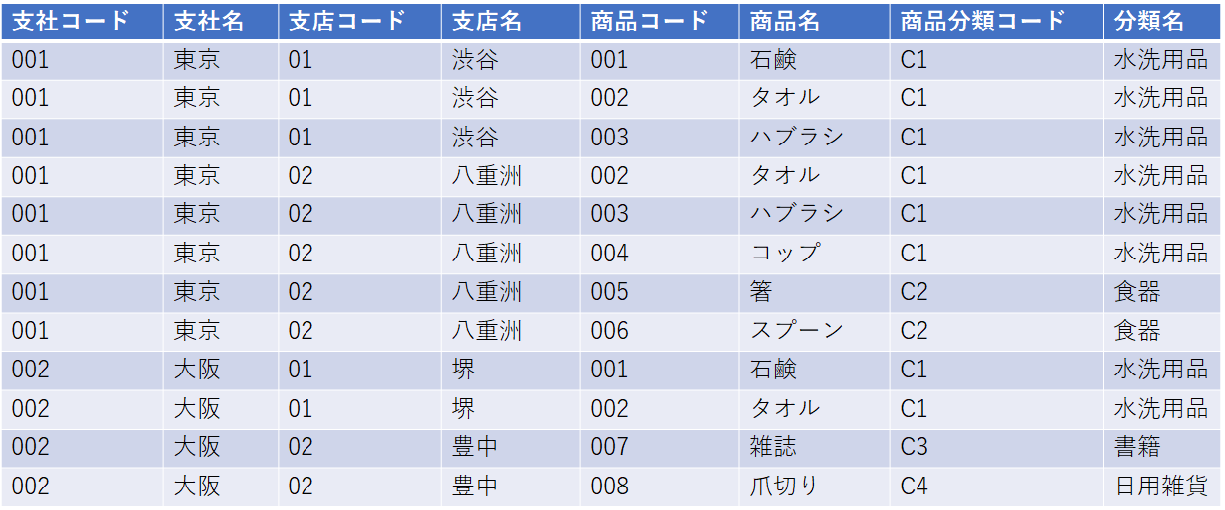 支社コード 支社名 支店コード 支店名 商品コード 商品名 商品分類コード 分類名
001 東京 01 渋谷 001 石鹸 C1 水洗用品
001 東京 01 渋谷 002 タオル C1 水洗用品
001 東京 01 渋谷 003 ハブラシ C1 水洗用品
001 東京 02 八重洲 002 タオル C1 水洗用品
001 東京 02 八重洲 003 ハブラシ C1 水洗用品
001 東京 02 八重洲 004 コップ C1 水洗用品
001 東京 02 八重洲 005 箸 C2 食器
001 東京 02 八重洲 006 スプーン C2 食器
002 大阪 01 堺 001 石鹸 C1 水洗用品
002 大阪 01 堺 002 タオル C1 水洗用品
002 大阪 02 豊中 007 雑誌 C3 書籍
002 大阪 02 豊中 008 爪切り C4 日用雑貨